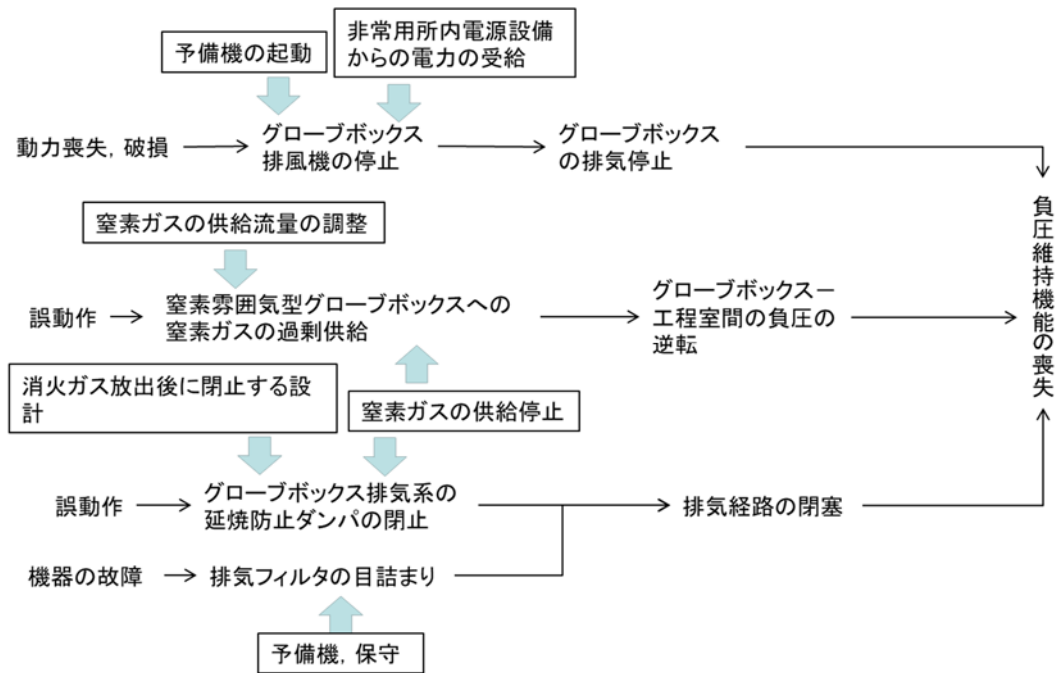 予備機の起動
非常用所内電源設備
からの電力の受給
動力喪失, 破損
グローブボックス
排風機の停止
グローブボックス
の排気停止
窒素ガスの供給流量の調整
誤動作
窒素雰囲気型グローブボックスへの
窒素ガスの過剰供給
グローブボックス－
工程室間の負圧の
逆転
負圧維持機能の喪失
消火ガス放出後に閉止する設
計
窒素ガスの供給停止
誤動作
グローブボックス排気系の
延焼防止ダンパの閉止
排気経路の閉塞
機器の故障
排気フィルタの目詰まり
予備機, 保守